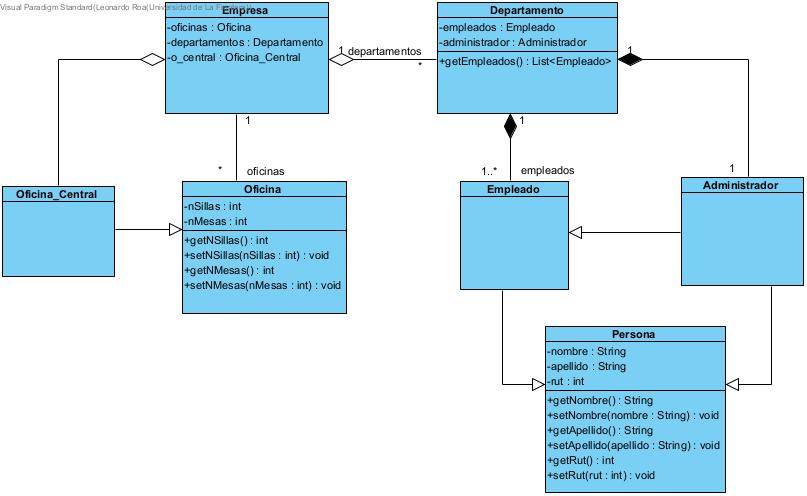 Visual Paradigm Standard(Leonardo Roa(Universidad de La
Empresa
-oficinas : Oficina
-departamentos : Departamento
-o_central : Oficina_Central
1 departamentos
*
Departamento
-empleados : Empleado
-administrador : Administrador
+getEmpleados() : List<Empleado>
1
1
1
* oficinas
1..* empleados
1
Oficina_Central
Oficina
-nSillas : int
-nMesas : int
+getNSillas() : int
+setNSillas(nSillas : int) : void
+getNMesas() : int
+setNMesas(nMesas : int) : void
Empleado
Administrador
Persona
-nombre : String
-apellido : String
-rut : int
+getNombre() : String
+setNombre(nombre : String) : void
+getApellido() : String
+setApellido(apellido : String) : void
+getRut() : int
+setRut(rut : int) : void